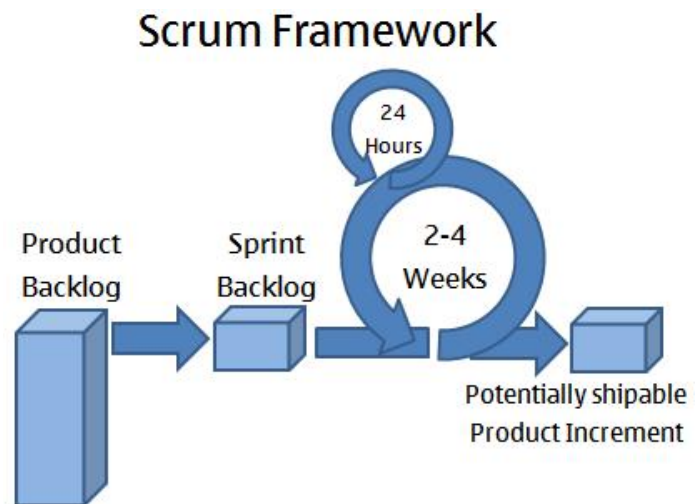 Scrum Framework
24
Hours
2-4
Weeks
Product
Backlog
Sprint
Backlog
Potentially shipable
Product Increment